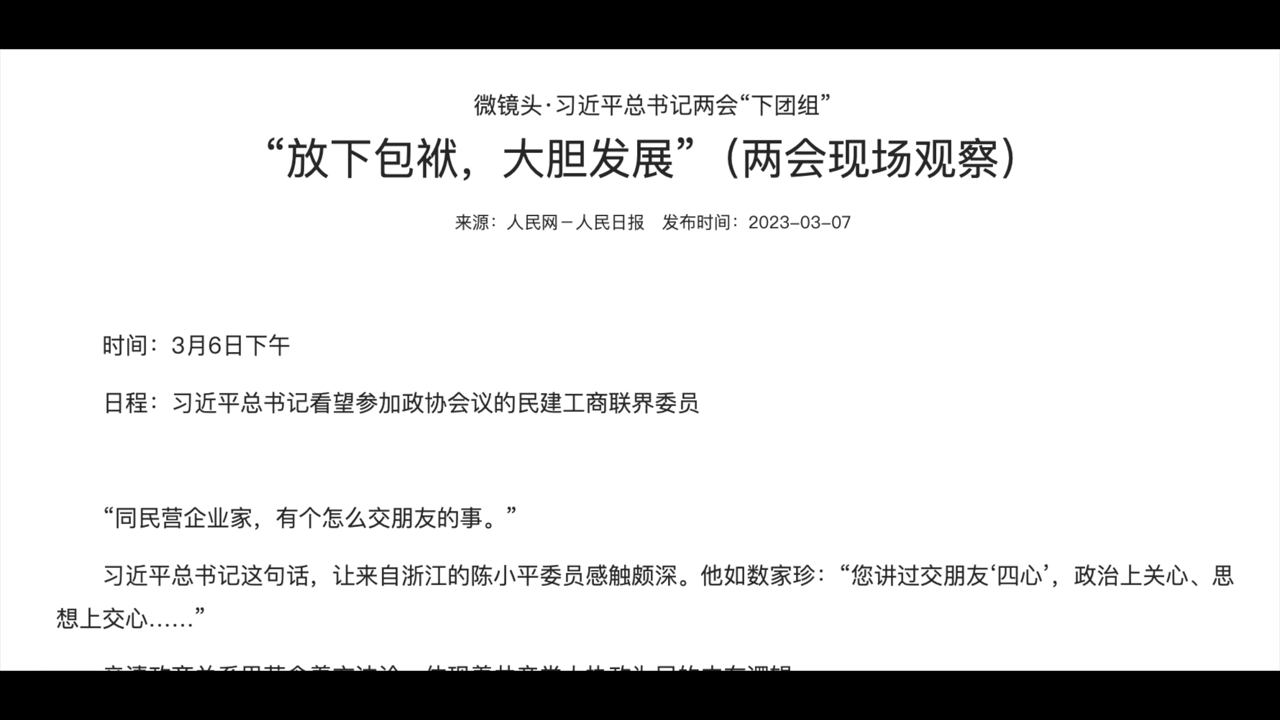 微镜头·习近平总书记两会“下团组”
“放下包袱，大胆发展”（两会现场观察）
来源：人民网－人民日报 发布时间：2023-03-07
时间：3月6日下午
日程：习近平总书记看望参加政协会议的民建工商联界委员
“同民营企业家，有个怎么交朋友的事。”
习近平总书记这句话，让来自浙江的陈小平委员感触颇深。他如数家珍：“您讲过交朋友‘四心’，政治上关心、思
想上交心……”